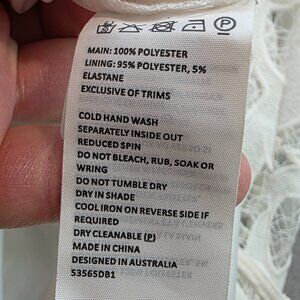 MAIN: 100% POLYESTER
LINING: 95% POLYESTER, 5%
ELASTANE
EXCLUSIVE OF TRIMS
COLD HAND WASH
SEPARATELY INSIDE OUT
REDUCED SPIN
DO NOT BLEACH, RUB, SOAK OR
WRING
DO NOT TUMBLE DRY
DRY IN SHADE
COOL IRON ON REVERSE SIDE IF
REQUIRED
DRY CLEANABLE (P)
MADE IN CHINA
DESIGNED IN AUSTRALIA
53565DB1